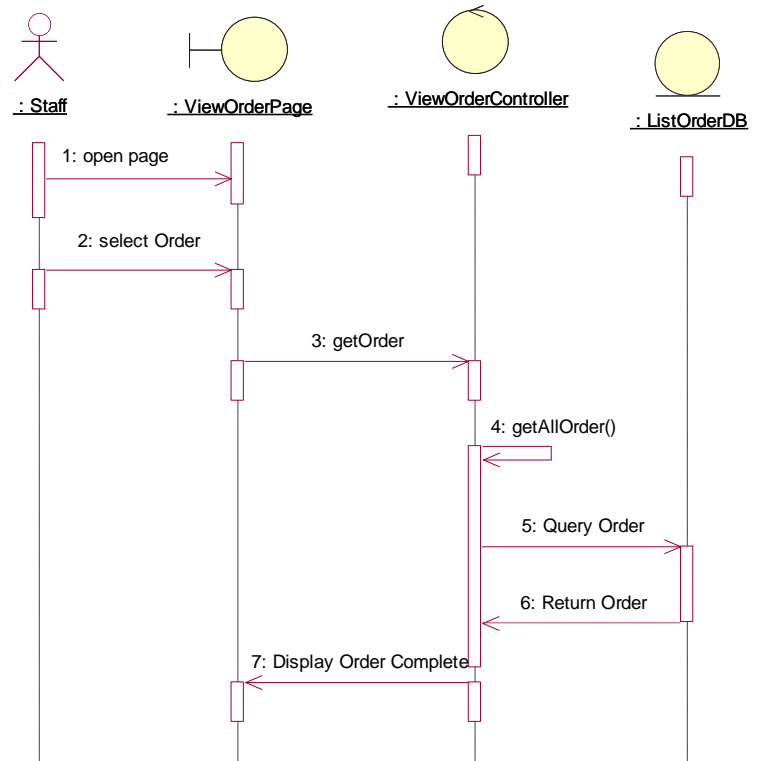 : Staff
: ViewOrderPage
: ViewOrderController
: ListOrderDB
1: open page
2: select Order
3: getOrder
4: getAllOrder()
5: Query Order
6: Return Order
7: Display Order Complete